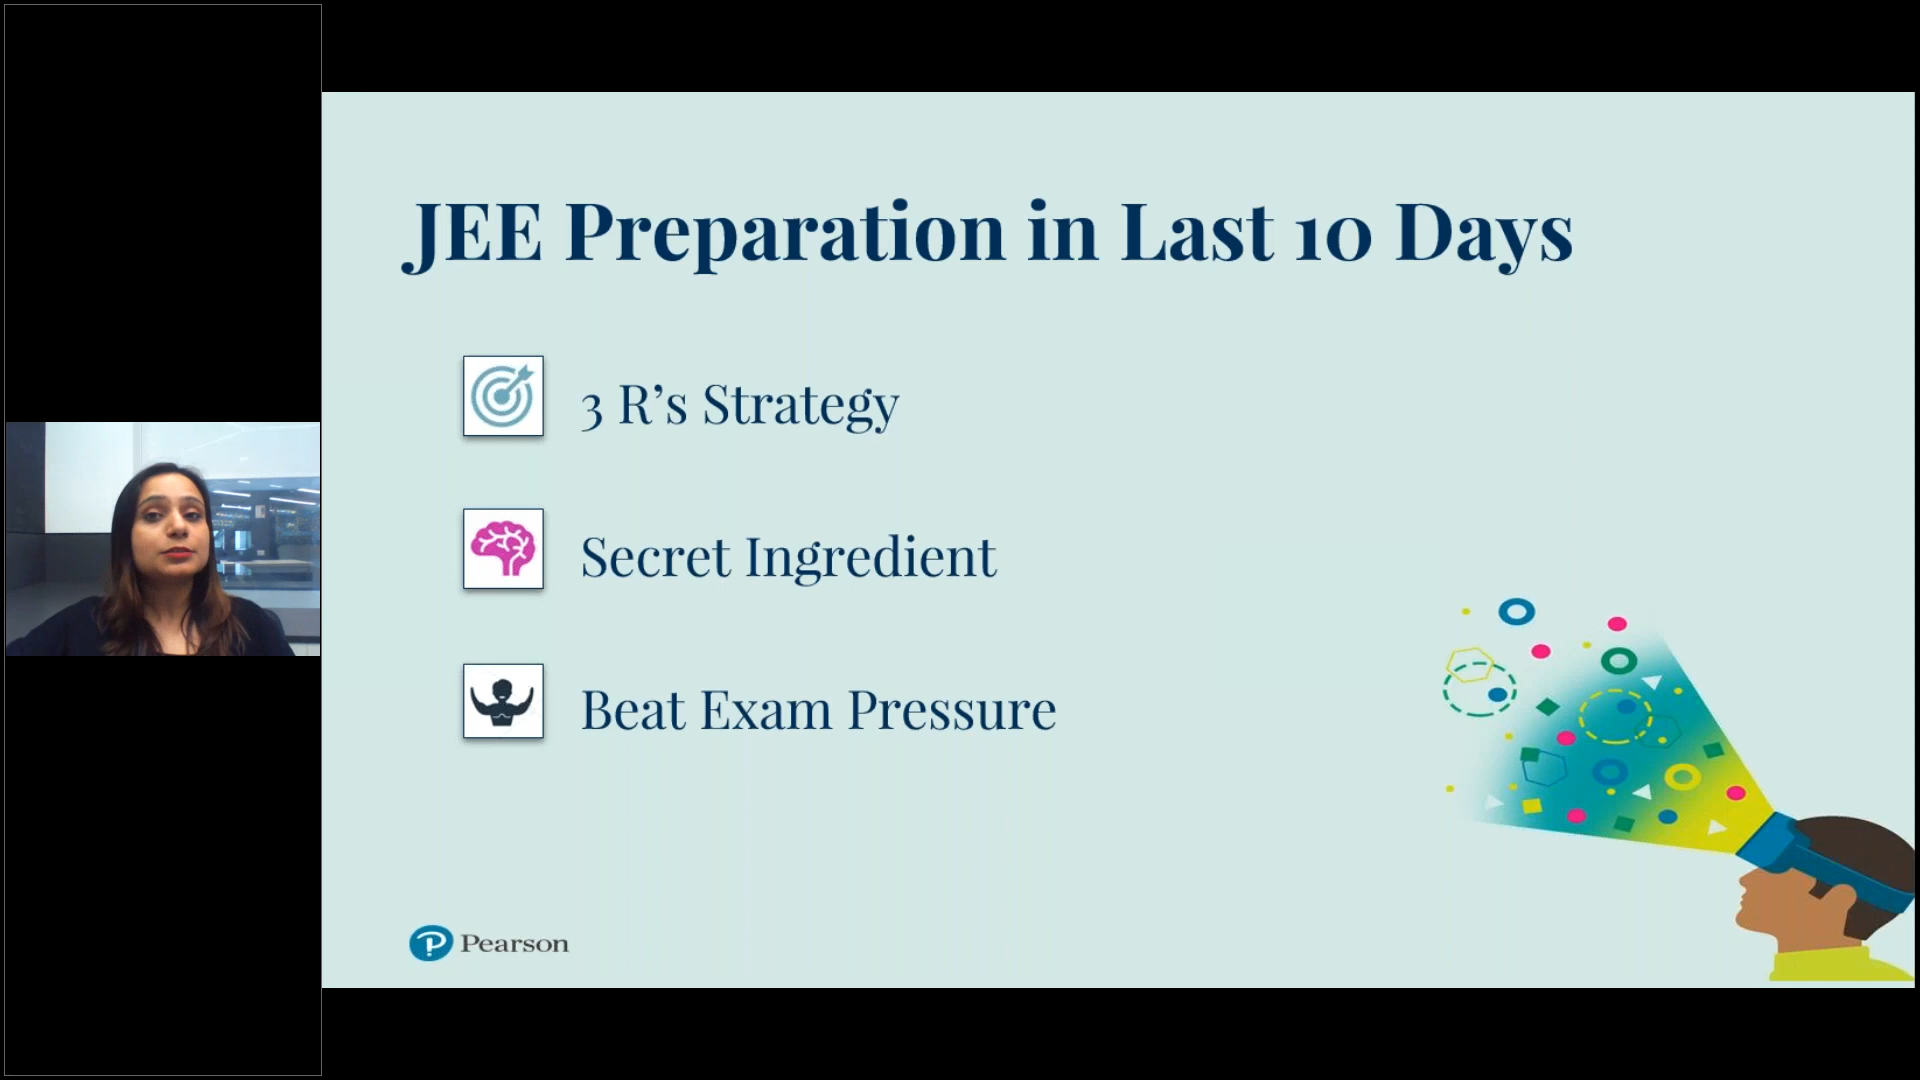 JEE Preparation in Last 10 Days
3 R’s Strategy
Secret Ingredient
Beat Exam Pressure
Pearson